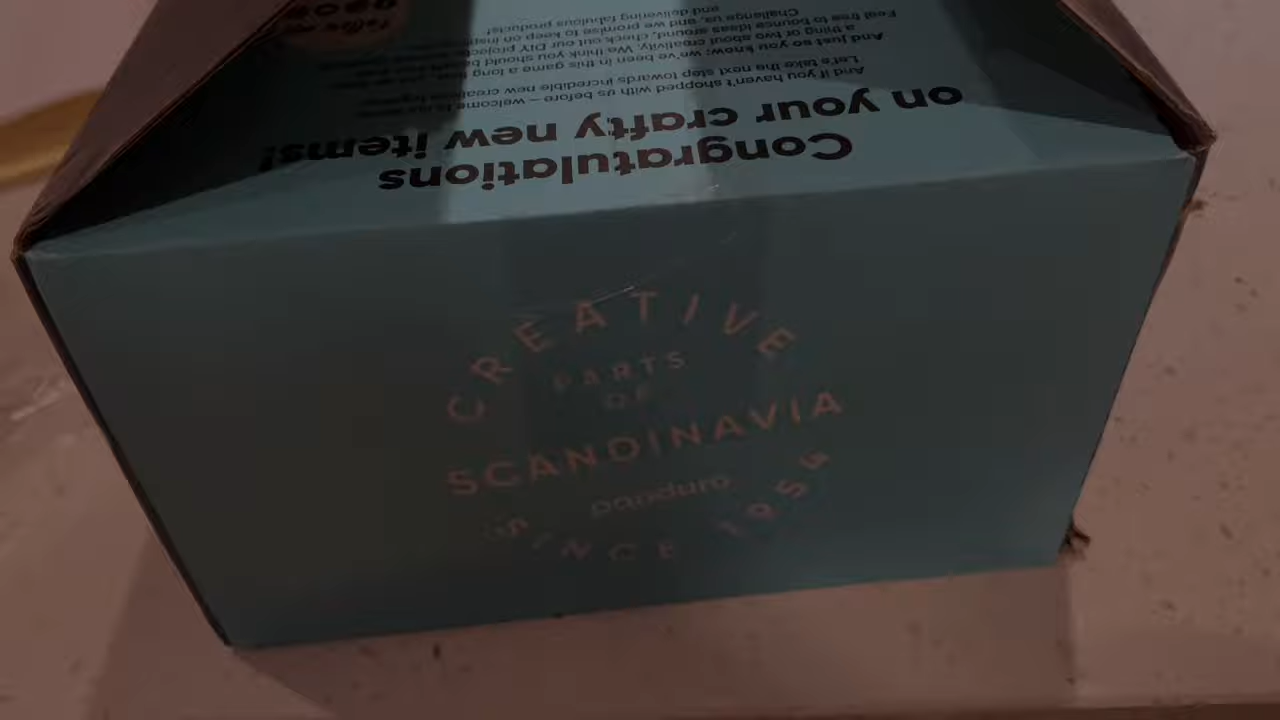 Congratulations
on your crafty new items!
And if you haven't shopped with us before – welcome
Let's take the next step towards incredible new creations together
And just so you know: we've been in this game a long
a thing or two about creativity. We think you should
Feel free to bounce ideas around, check out our DIY projects
Challenge us, and we promise to keep on
and delivering fabulous products!
CREATIVE
PARTS
OF
SCANDINAVIA
panduro
SINCE 1956